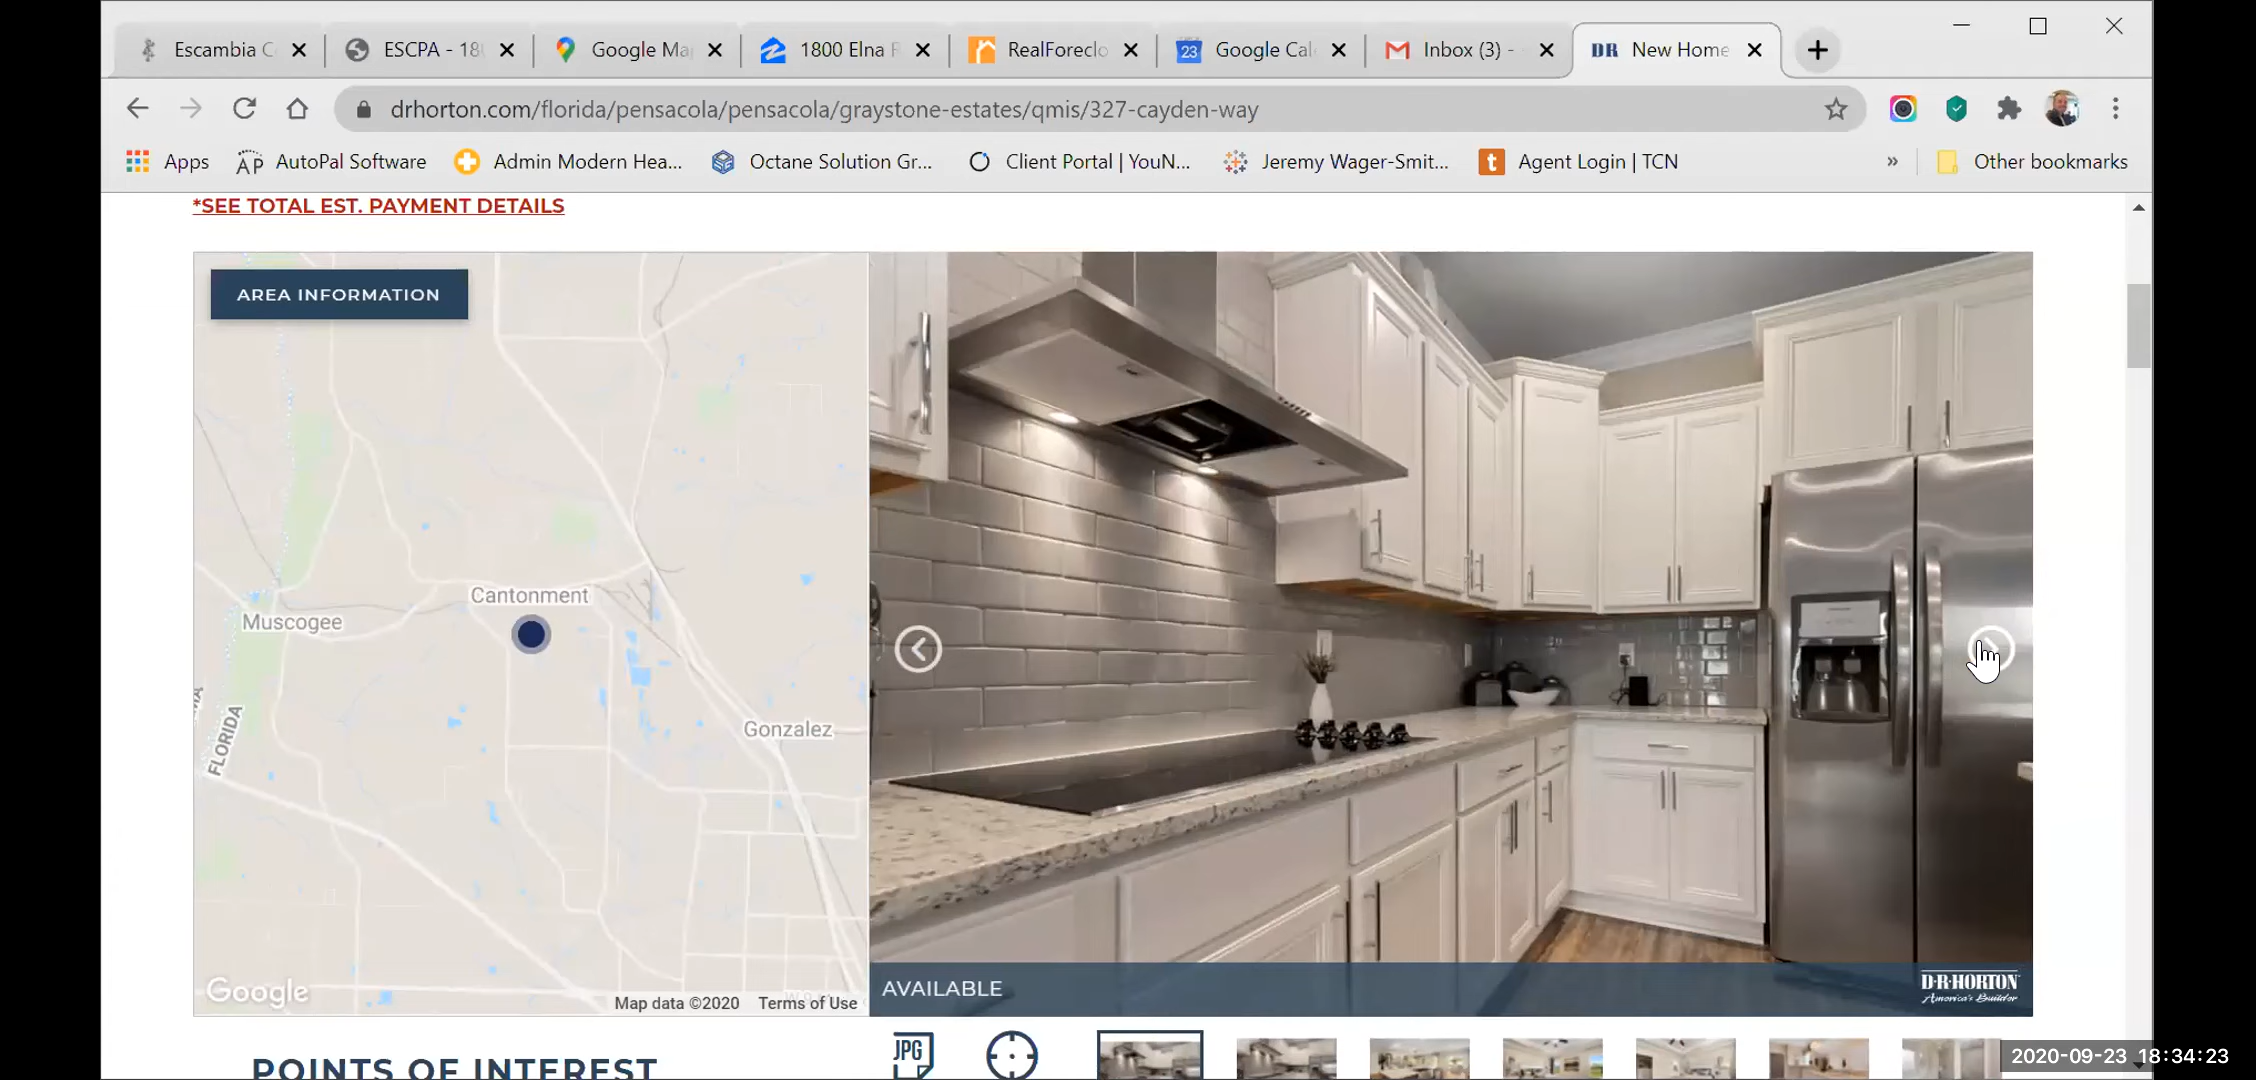 Escambia C
ESCPA - 18
Google Ma
1800 Elna
RealForeclo
Google Cal
Inbox (3) -
DR New Home
drhorton.com/florida/pensacola/pensacola/graystone-estates/qmis/327-cayden-way
Apps
AutoPal Software
Admin Modern Hea...
Octane Solution Gr...
Client Portal | YouN...
Jeremy Wager-Smit...
Agent Login | TCN
»
Other bookmarks
*SEE TOTAL EST. PAYMENT DETAILS
AREA INFORMATION
Cantonment
Muscogee
Gonzalez
FLORIDA
Google
Map data ©2020
Terms of Use
AVAILABLE
D·R·HORTON
America's Builder
JPG
POINTS OF INTEREST
2020-09-23 18:34:23